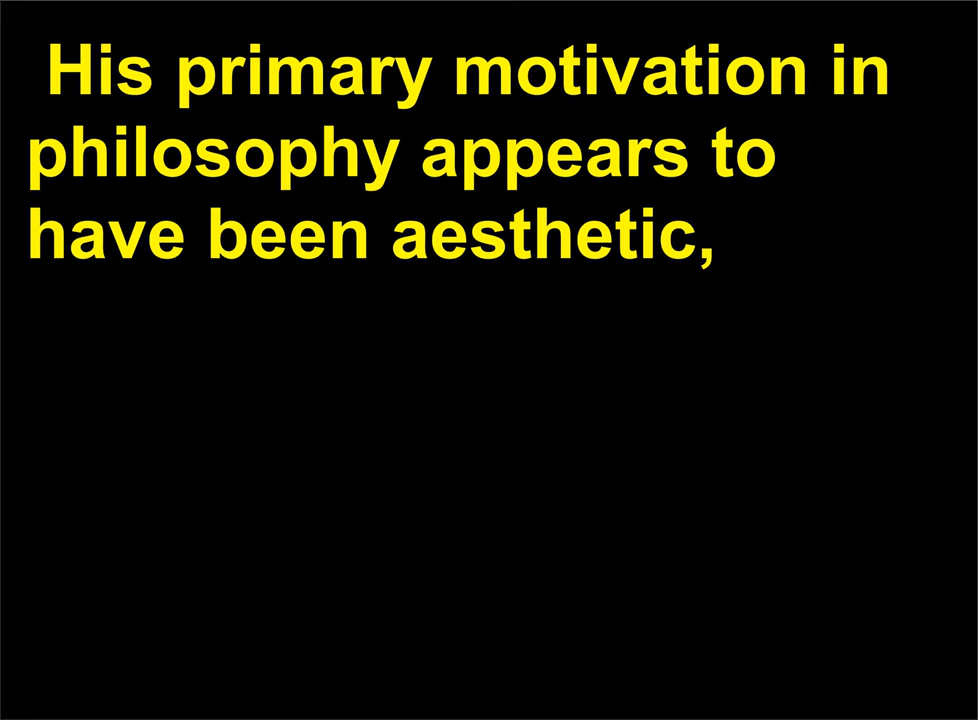 His primary motivation in
philosophy appears to
have been aesthetic,